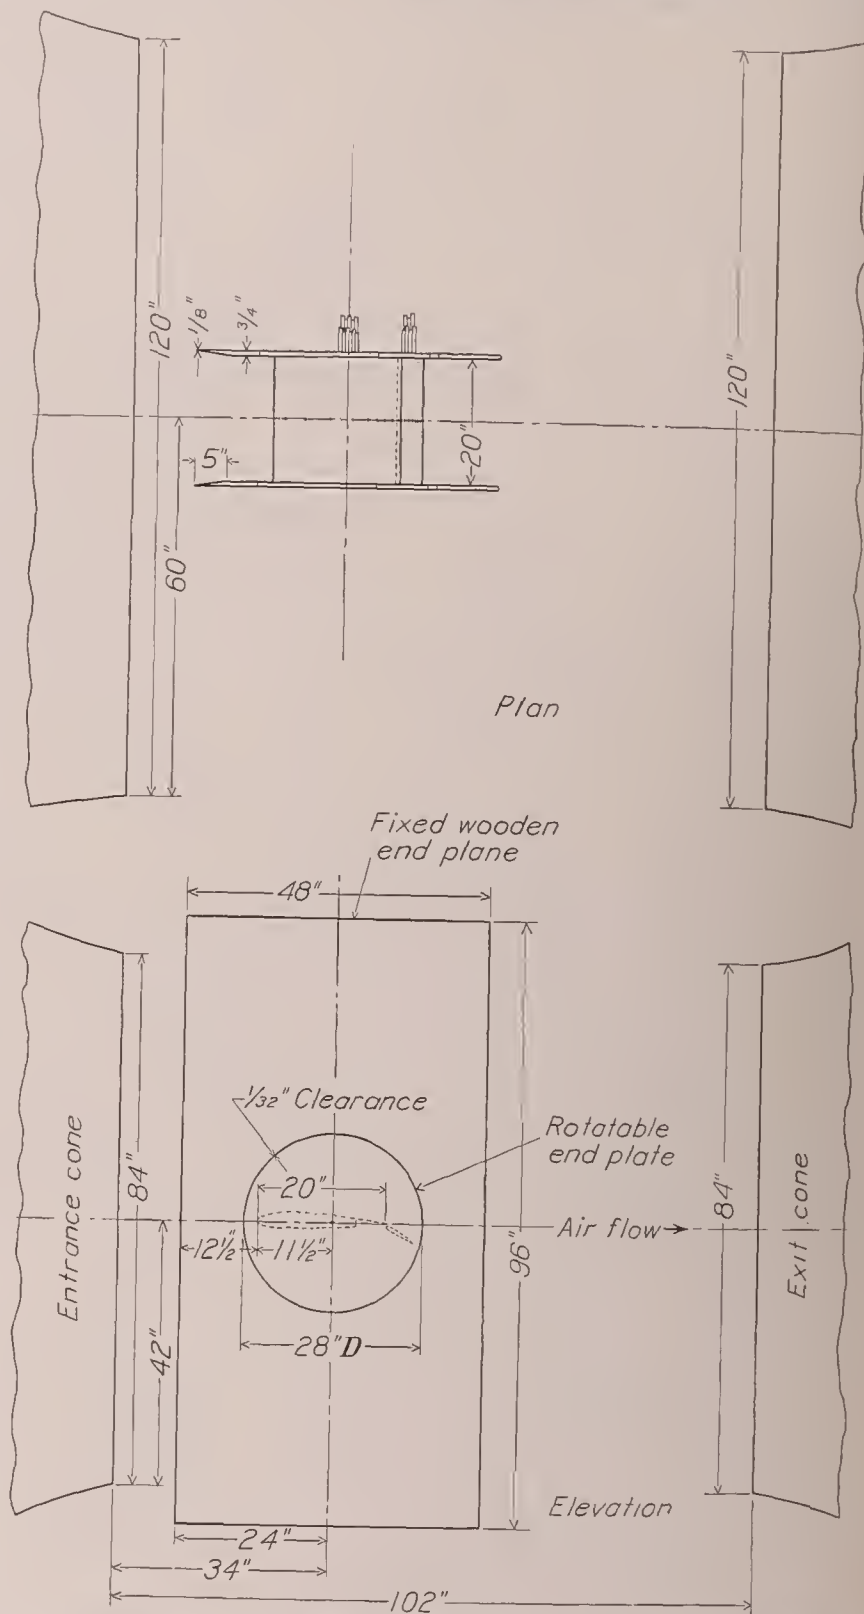 120"
1/8"
3/4"
120"
5"
20"
60"
Plan
Fixed wooden
end plane
48"
1/32" Clearance
Rotatable
end plate
Entrance cone
84"
20"
Air flow
96"
84"
Exit cone
12½"
11½"
42"
28"D
Elevation
24"
34"
102"